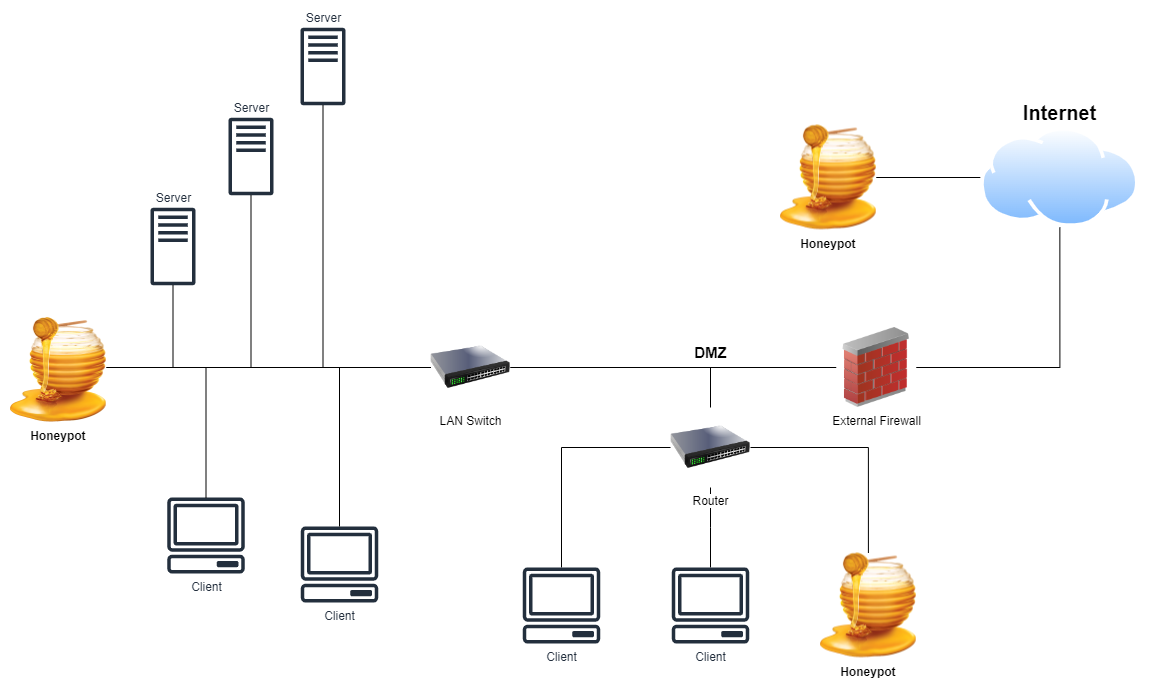 Server
Server
Internet
Server
Honeypot
DMZ
LAN Switch
External Firewall
Honeypot
Router
Client
Client
Client
Client
Honeypot